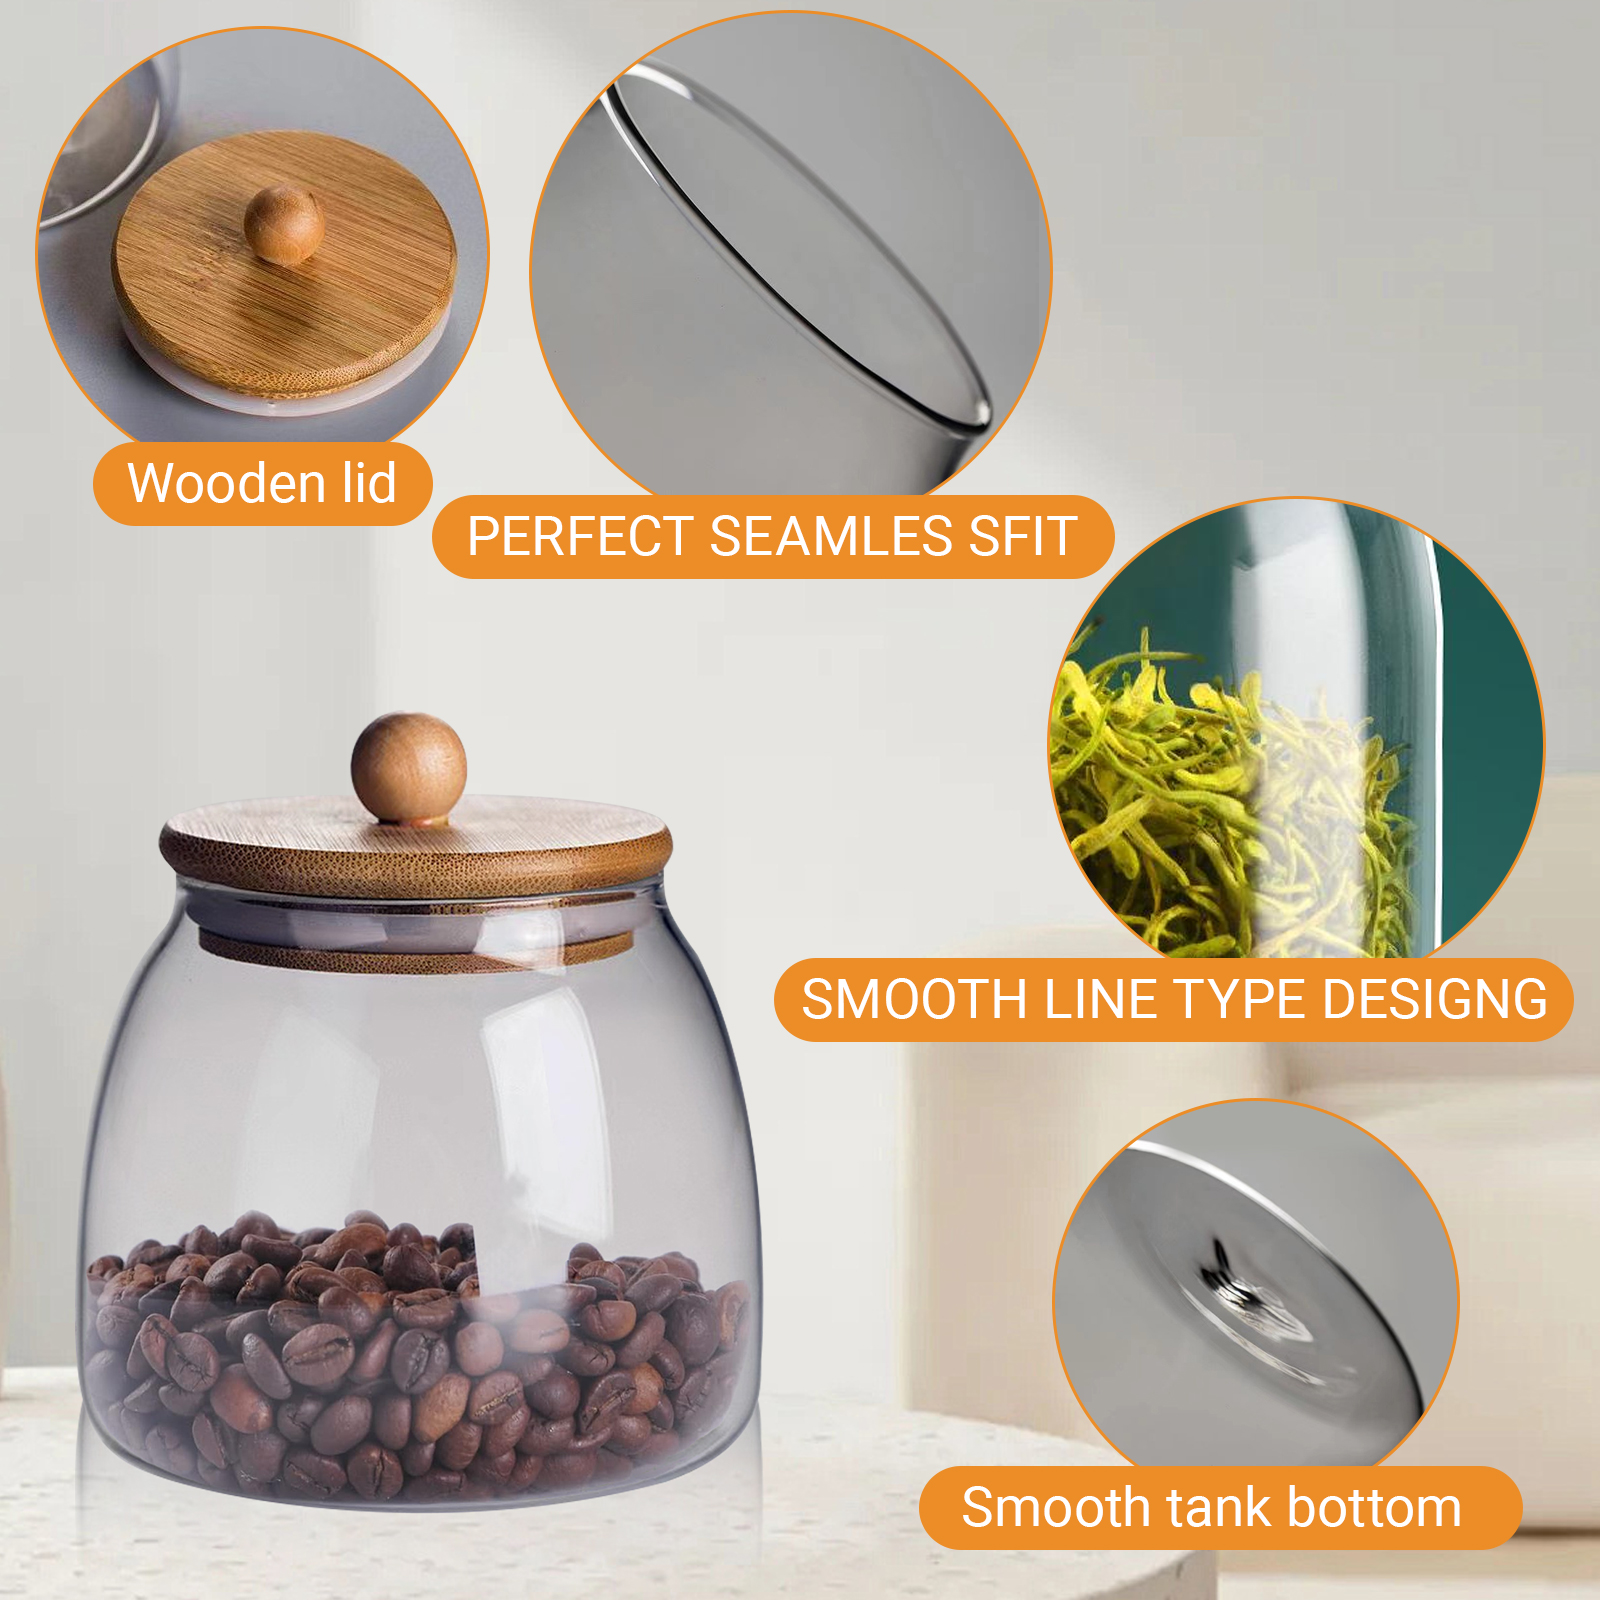 Wooden lid
PERFECT SEAMLES SFIT
SMOOTH LINE TYPE DESIGNG
Smooth tank bottom